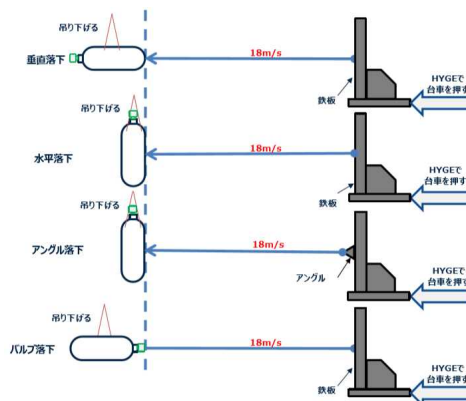 吊り下げる
垂直落下
18m/s
鉄板
HYGEで
台車を押す
吊り下げる
水平落下
18m/s
鉄板
HYGEで
台車を押す
吊り下げる
アングル落下
18m/s
アングル
HYGEで
台車を押す
吊り下げる
バルブ落下
18m/s
鉄板
HYGEで
台車を押す